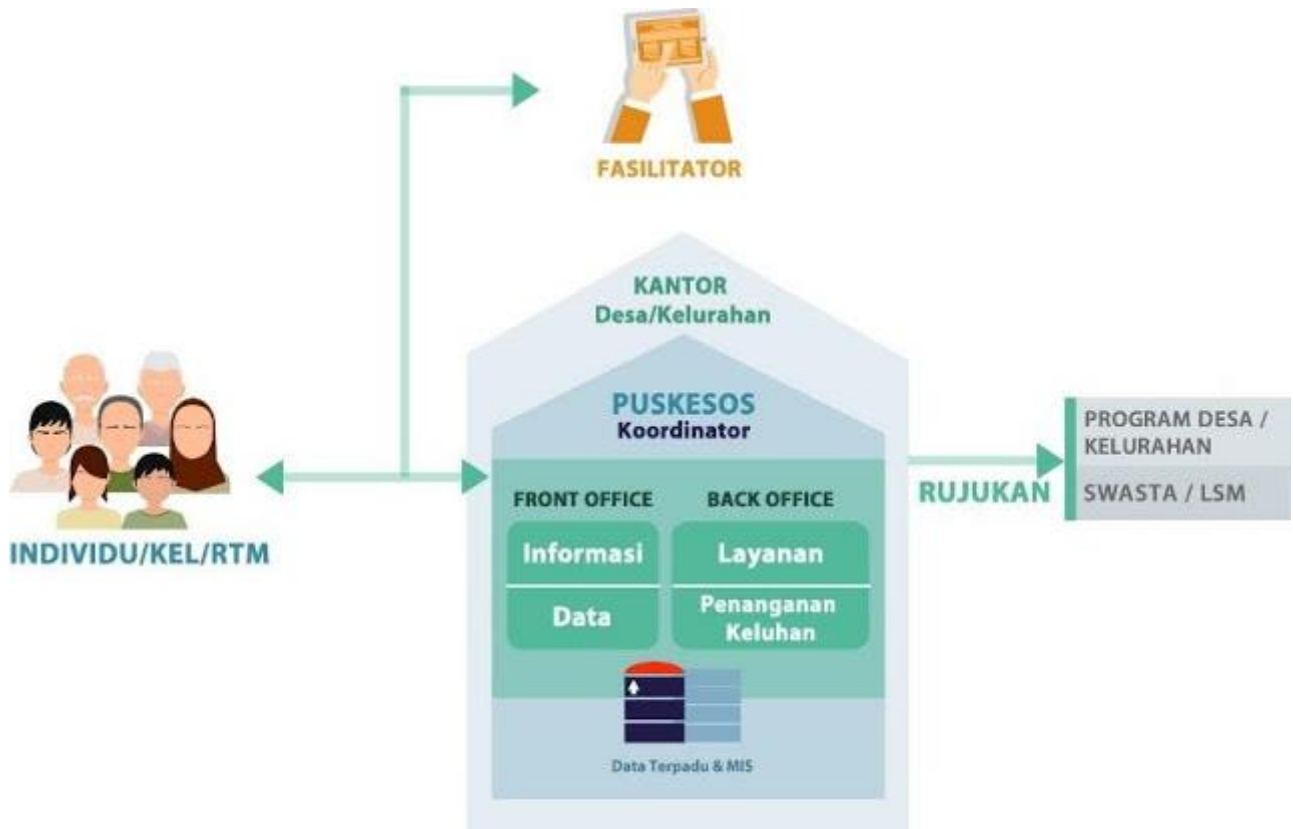 FASILITATOR
KANTOR
Desa/Kelurahan
PUSKESOS
Koordinator
INDIVIDU/KEL/RTM
FRONT OFFICE
BACK OFFICE
Informasi
Layanan
Data
Penanganan
Keluhan
Data Terpadu & MIS
RUJUKAN
PROGRAM DESA /
KELURAHAN
SWASTA / LSM